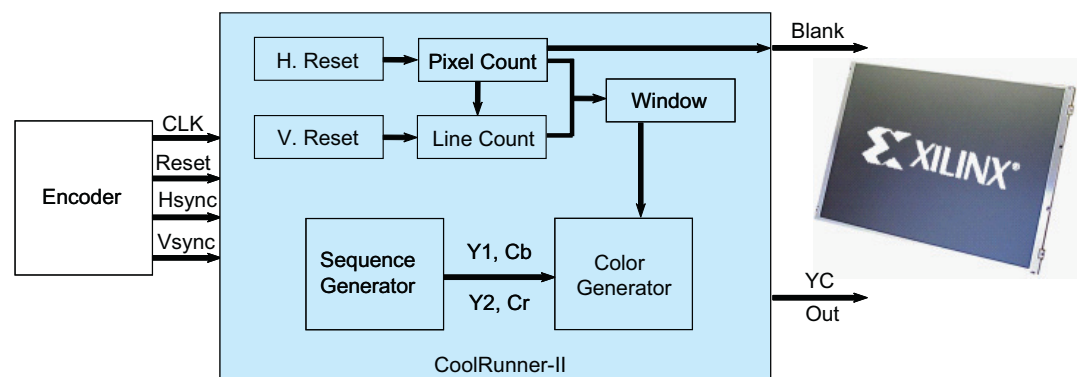 Blank
H. Reset
Pixel Count
Window
CLK
V. Reset
Line Count
Reset
Encoder
Hsync
Vsync
XILINX®
Sequence
Generator
Y1, Cb
Y2, Cr
Color
Generator
YC
Out
CoolRunner-II